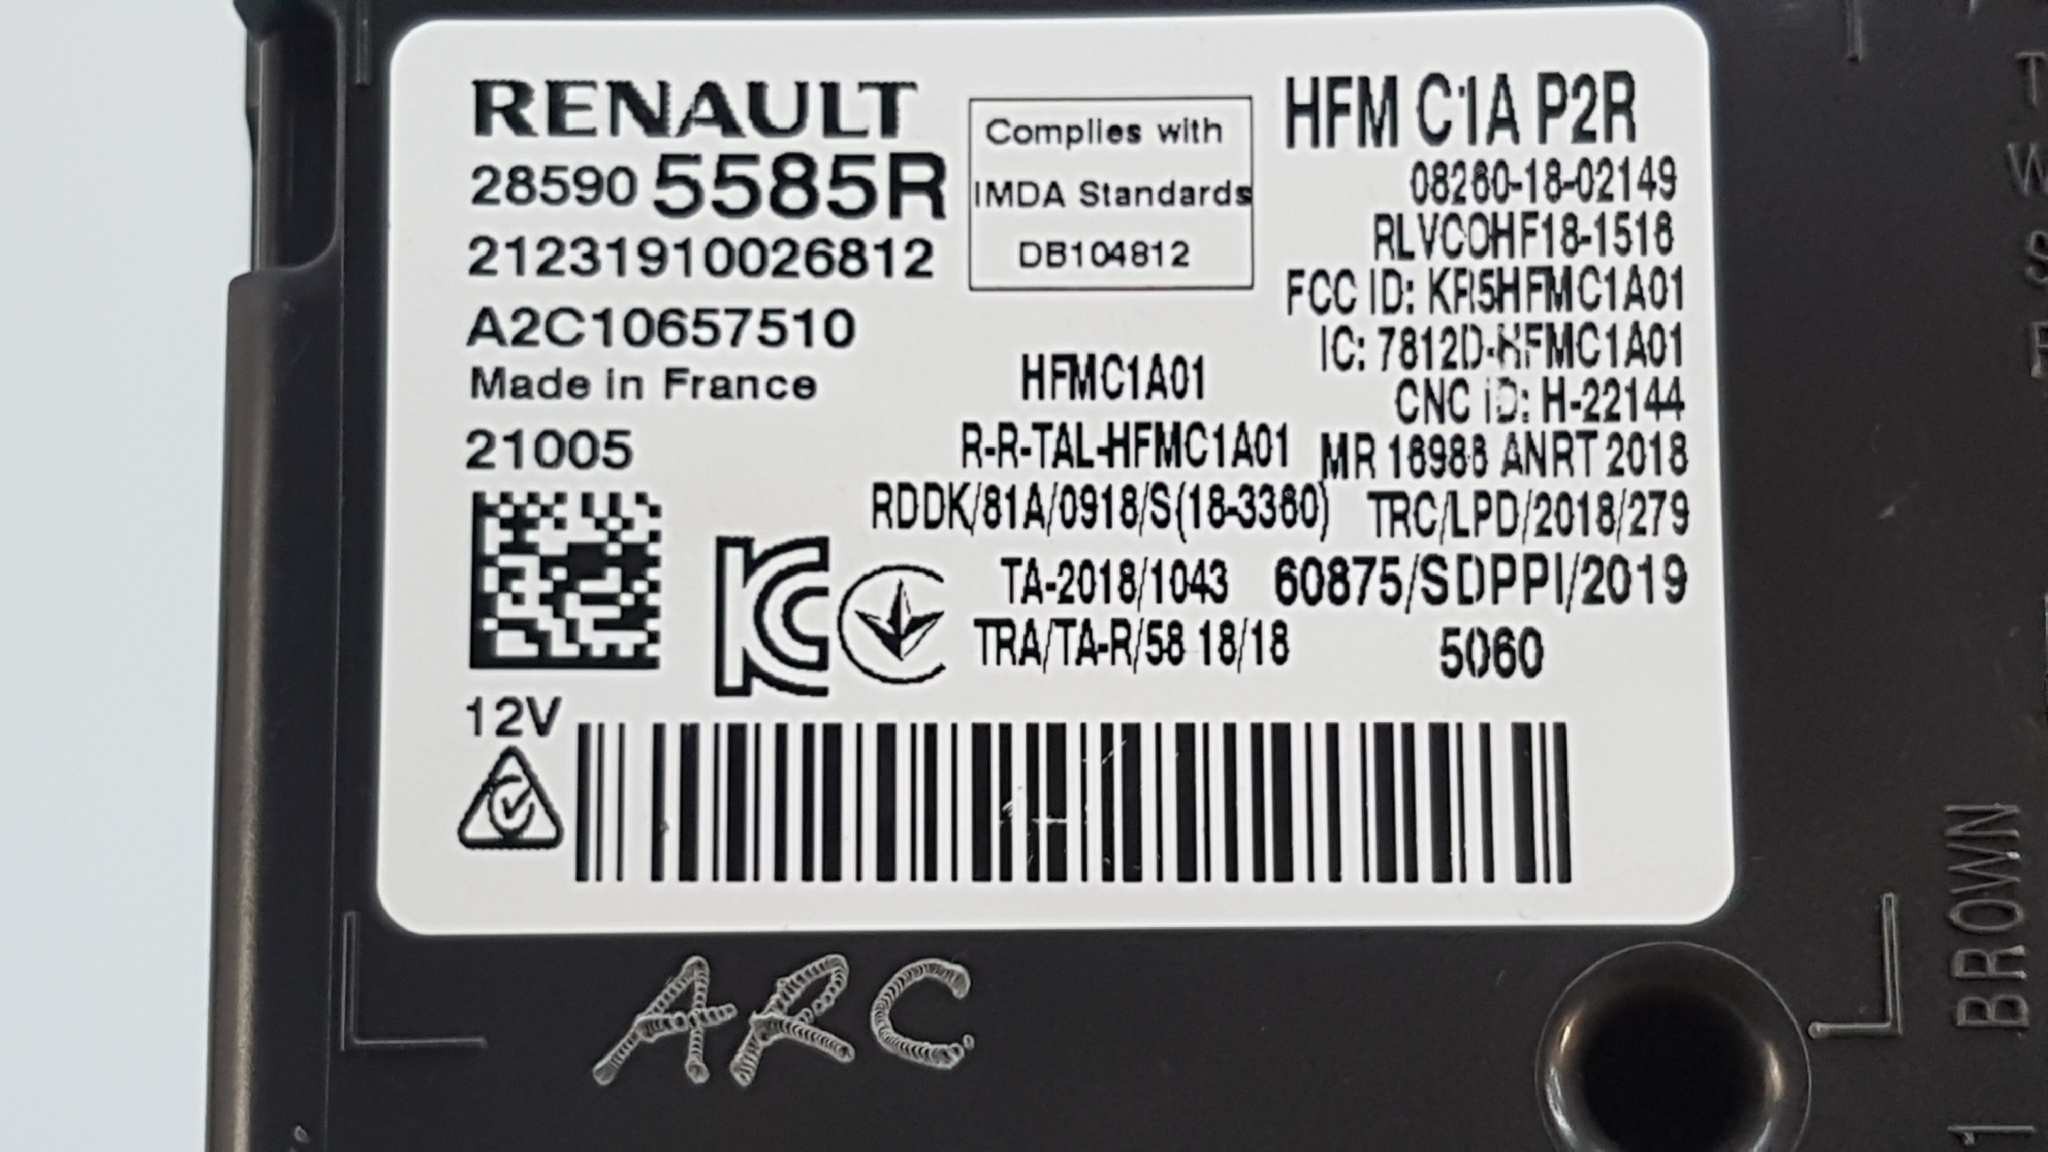 RENAULT
28590 5585R
21231910026812
A2C10657510
Made in France
21005
Complies with
IMDA Standards
DB104812
HFM C1A P2R
08260-18-02149
RLVCOHF18-1518
FCC ID: KR5HFMC1A01
IC: 7812D-HFMC1A01
CNC ID: H-22144
HFMC1A01
R-R-TAL-HFMC1A01
MR 16986 ANRT 2018
RDDK/81A/0918/S(18-3360)
TRC/LPD/2018/279
TA-2018/1043
60875/SDPPI/2019
TRA/TA-R/58 18/18
5060
KC
12V
ARC
1 BROWN